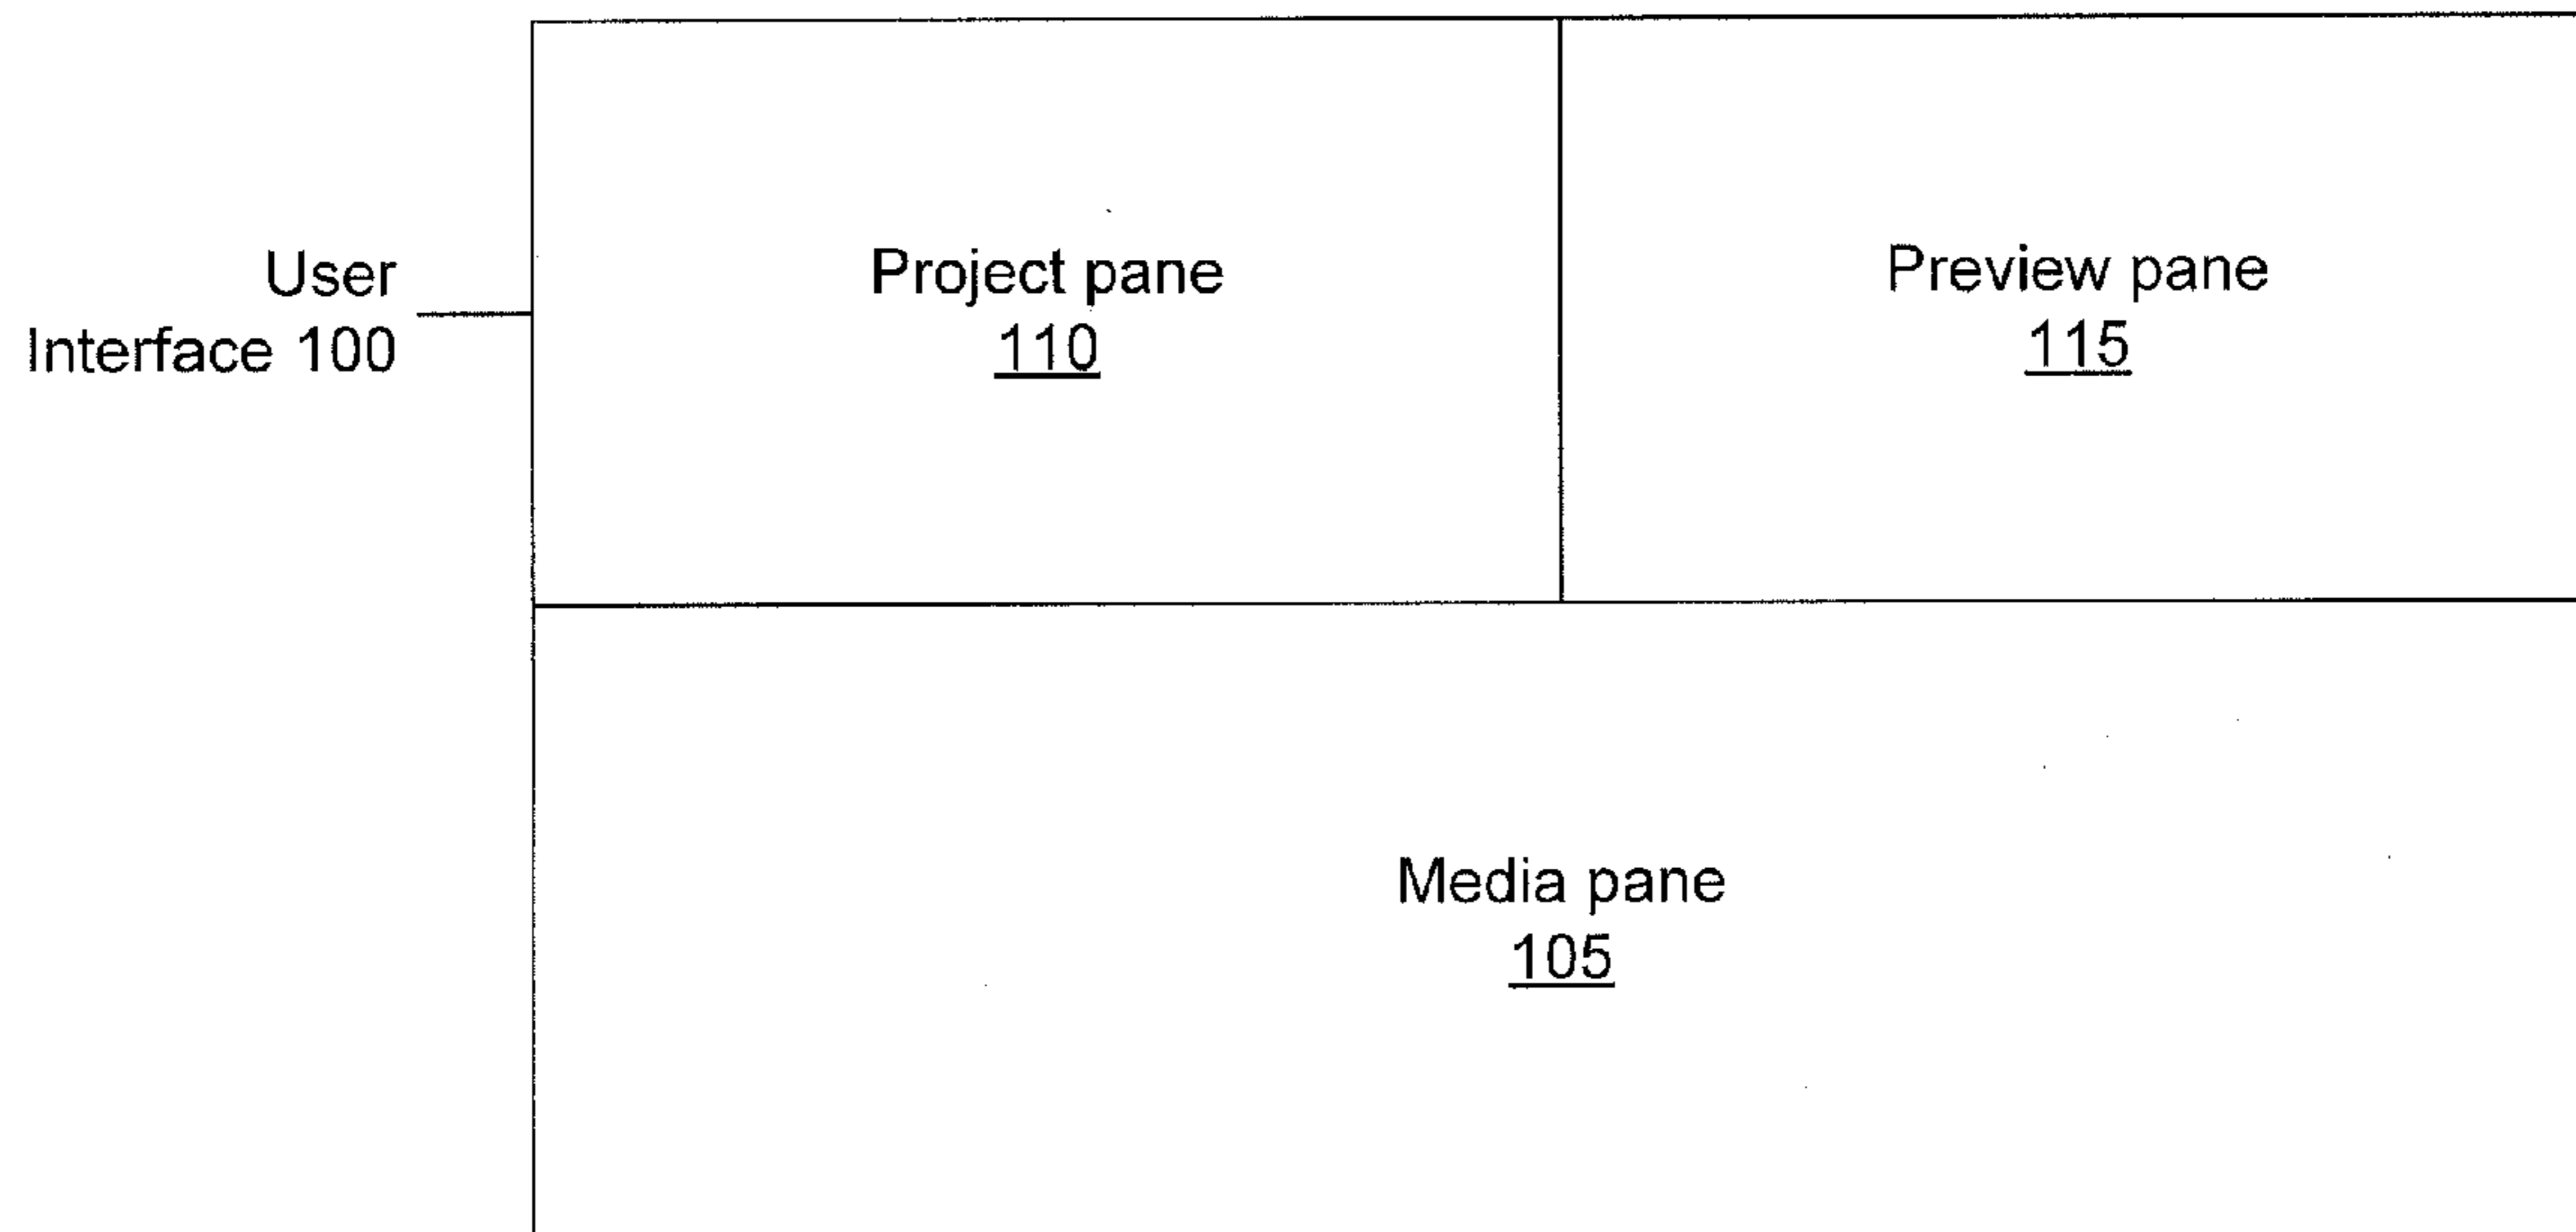 User
Interface 100
Project pane
110
Preview pane
115
Media pane
105